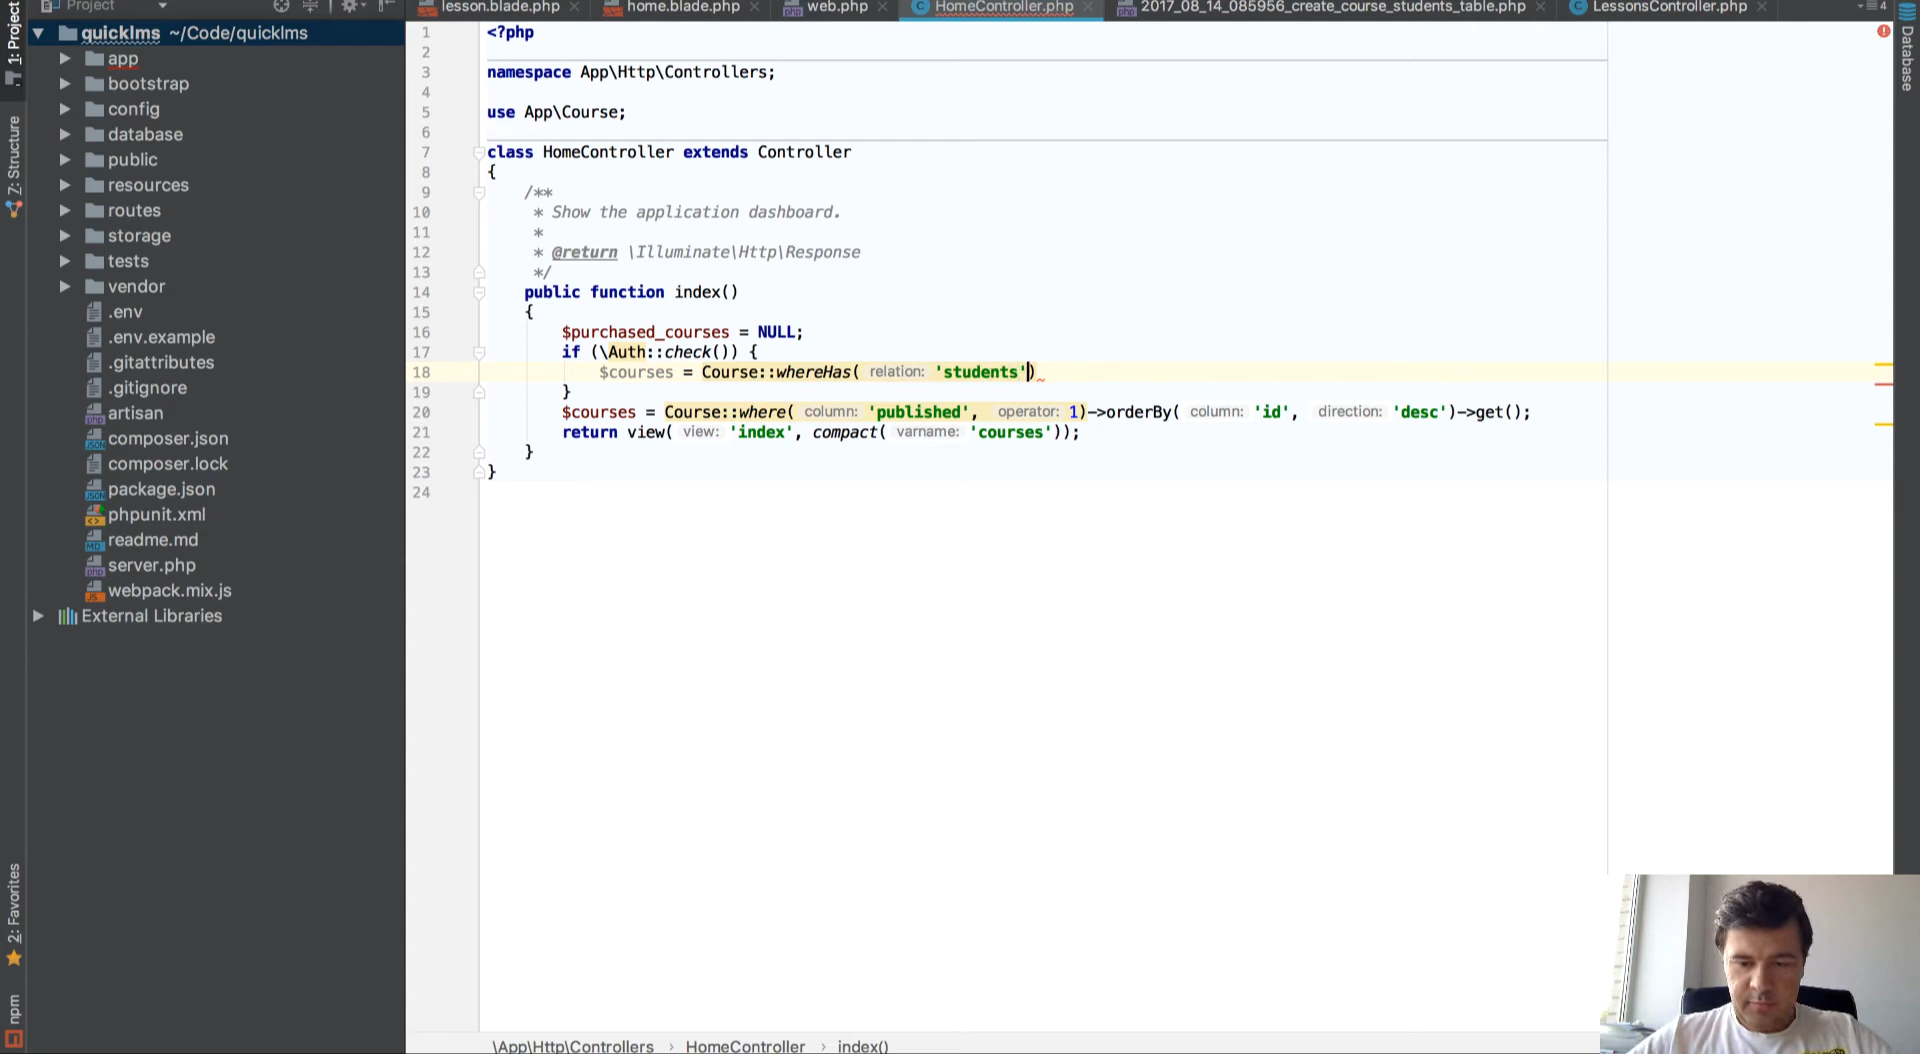 Project
lesson.blade.php
home.blade.php
web.php
HomeController.php
2017_08_14_085956_create_course_students_table.php
LessonsController.php
4
1: Project
7: Structure
2: Favorites
npm
Database
quicklms ~/Code/quicklms
app
bootstrap
config
database
public
resources
routes
storage
tests
vendor
.env
.env.example
.gitattributes
.gitignore
artisan
composer.json
composer.lock
package.json
phpunit.xml
readme.md
server.php
webpack.mix.js
External Libraries
1 <?php
2
3 namespace App\Http\Controllers;
4
5 use App\Course;
6
7 class HomeController extends Controller
8 {
9 /**
10 * Show the application dashboard.
11 *
12 * @return \Illuminate\Http\Response
13 */
14 public function index()
15 {
16 $purchased_courses = NULL;
17 if (\Auth::check()) {
18 $courses = Course::whereHas( relation: 'students')
19 }
20 $courses = Course::where( column: 'published', operator: 1)->orderBy( column: 'id', direction: 'desc')->get();
21 return view( view: 'index', compact( varname: 'courses'));
22 }
23 }
24
\App\Http\Controllers › HomeController › index()